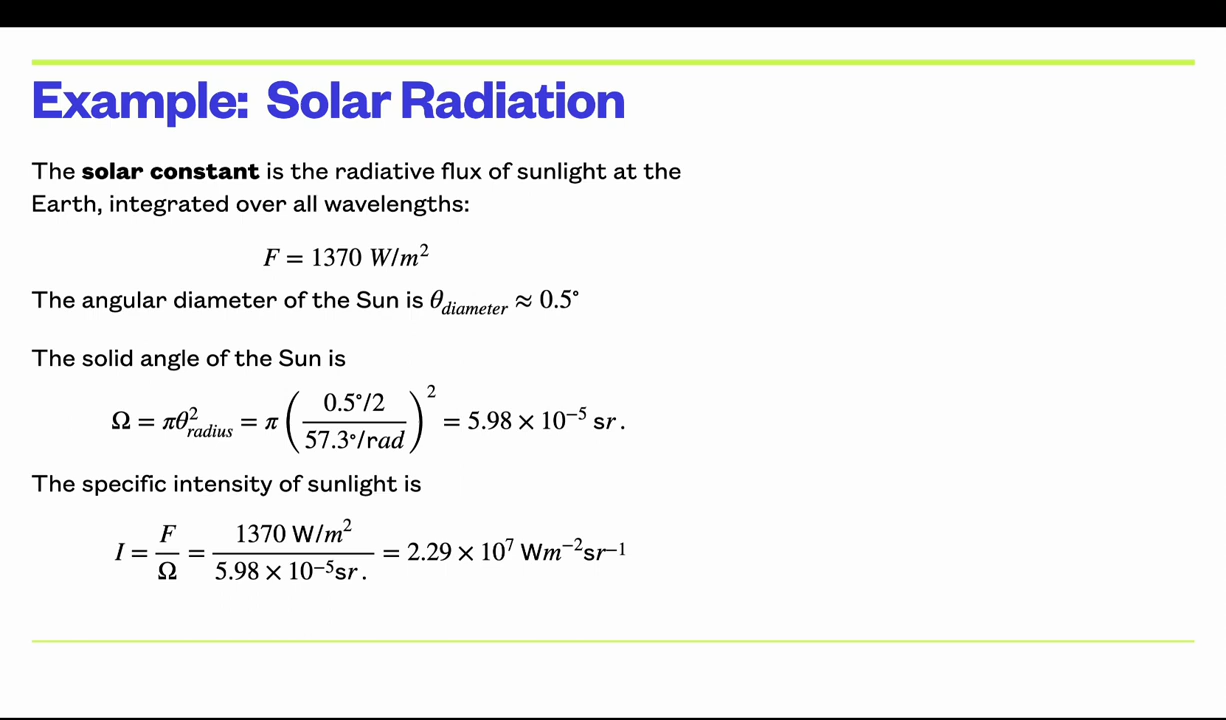 Example: Solar Radiation
The solar constant is the radiative flux of sunlight at the
Earth, integrated over all wavelengths:
F = 1370 W/m²
The angular diameter of the Sun is θ_diameter ≈ 0.5°
The solid angle of the Sun is
Ω = πθ²_radius = π (0.5°/2 / 57.3°/rad)² = 5.98 × 10⁻⁵ sr.
The specific intensity of sunlight is
I = F/Ω = 1370 W/m² / 5.98 × 10⁻⁵sr. = 2.29 × 10⁷ Wm⁻²sr⁻¹